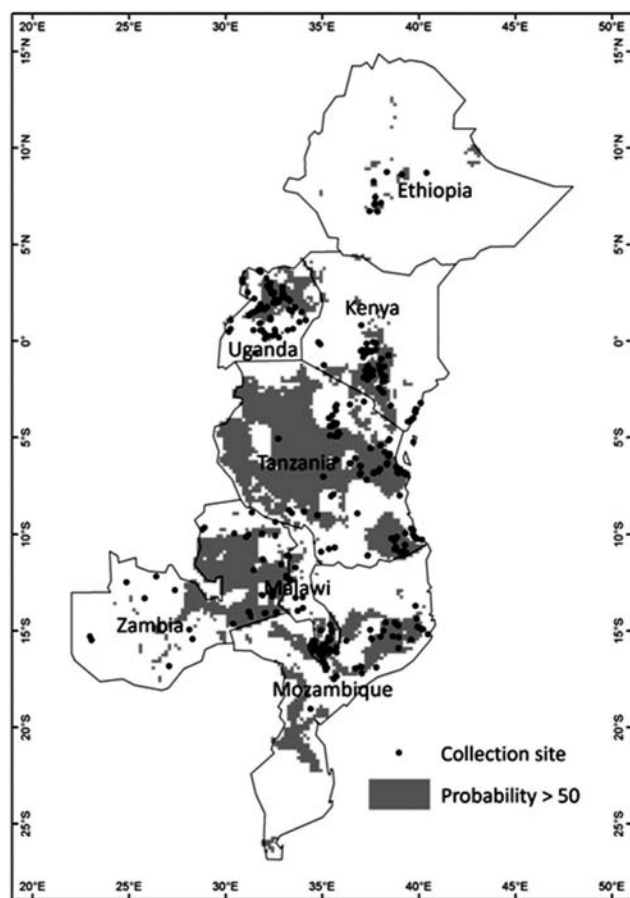 20°E 25°E 30°E 35°E 40°E 45°E 50°E
15°N 15°N
10°N 10°N
Ethiopia
5°N 5°N
Kenya
0° 0°
Uganda
5°S 5°S
Tanzania
10°S 10°S
Malawi
Zambia
15°S 15°S
Mozambique
20°S 20°S
Collection site
Probability > 50
25°S 25°S
20°E 25°E 30°E 35°E 40°E 45°E 50°E